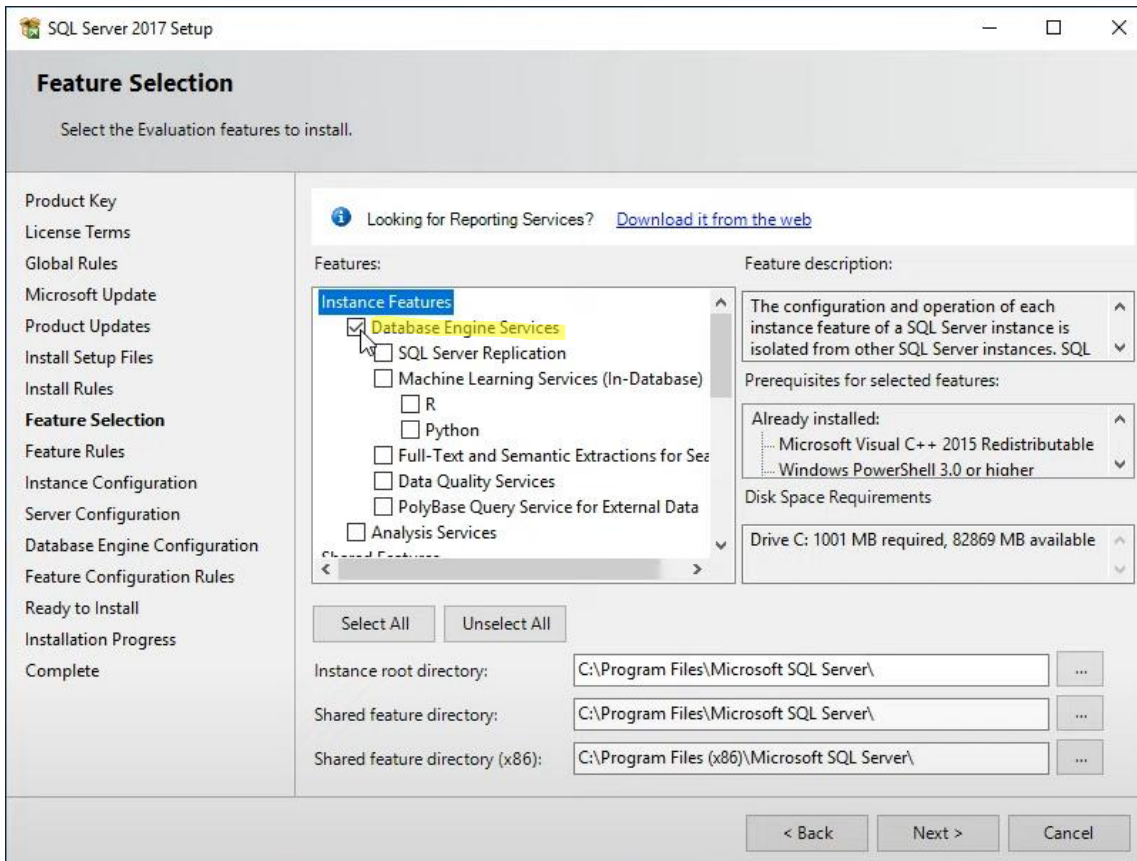 SQL Server 2017 Setup
Feature Selection
Select the Evaluation features to install.
Product Key
License Terms
Global Rules
Microsoft Update
Product Updates
Install Setup Files
Install Rules
Feature Selection
Feature Rules
Instance Configuration
Server Configuration
Database Engine Configuration
Feature Configuration Rules
Ready to Install
Installation Progress
Complete
Looking for Reporting Services? Download it from the web
Features:
Instance Features
Database Engine Services
SQL Server Replication
Machine Learning Services (In-Database)
R
Python
Full-Text and Semantic Extractions for Sea
Data Quality Services
PolyBase Query Service for External Data
Analysis Services
Shared Features
Feature description:
The configuration and operation of each
instance feature of a SQL Server instance is
isolated from other SQL Server instances. SQL
Prerequisites for selected features:
Already installed:
Microsoft Visual C++ 2015 Redistributable
Windows PowerShell 3.0 or higher
Disk Space Requirements
Drive C: 1001 MB required, 82869 MB available
Select All
Unselect All
Instance root directory:
C:\Program Files\Microsoft SQL Server\
...
Shared feature directory:
C:\Program Files\Microsoft SQL Server\
...
Shared feature directory (x86):
C:\Program Files (x86)\Microsoft SQL Server\
...
< Back
Next >
Cancel